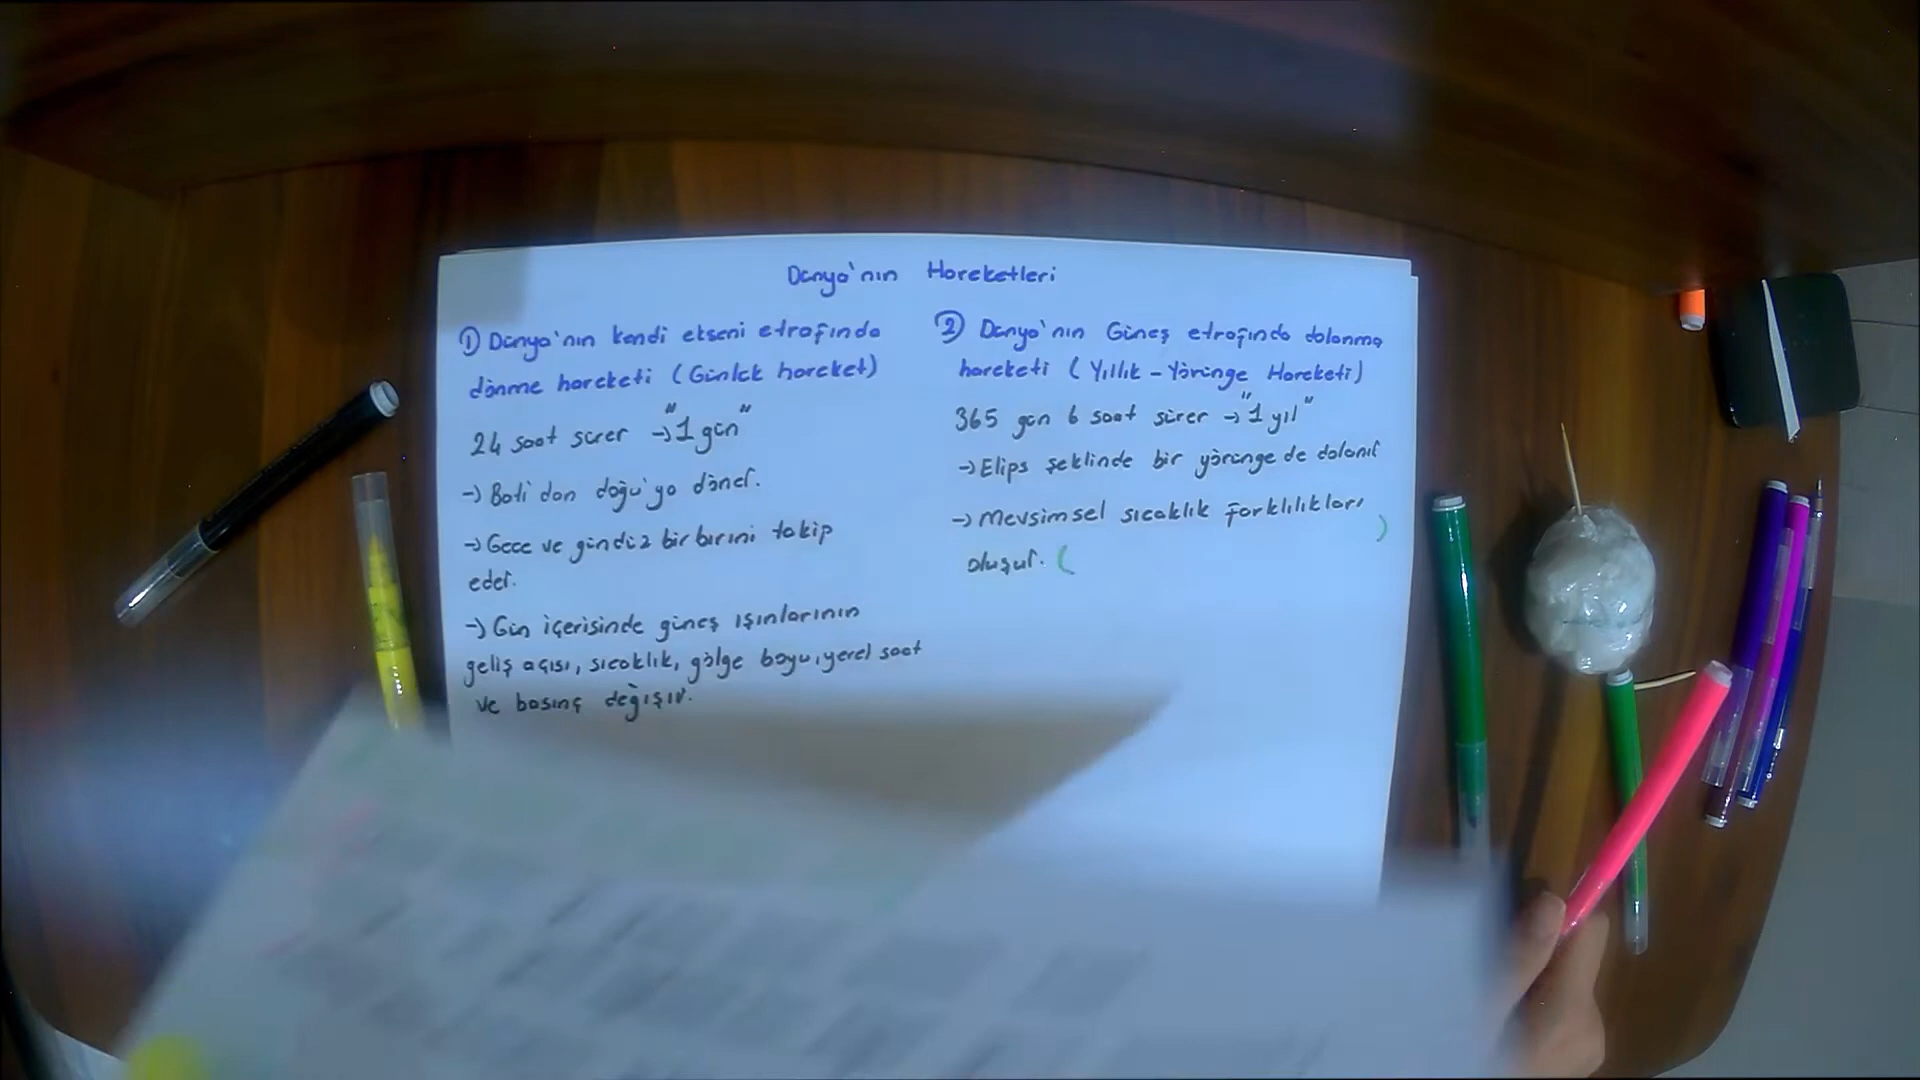 Dünya'nın Hareketleri
① Dünya'nın kendi ekseni etrafında
dönme hareketi (Günlük hareket)
24 saat sürer → "1 gün"
→ Batı'dan doğu'ya döner.
→ Gece ve gündüz birbirini takip
eder.
→ Gün içerisinde güneş ışınlarının
geliş açısı, sıcaklık, gölge boyu, yerel saat
ve basınç değişir.
② Dünya'nın Güneş etrafında dolanma
hareketi (Yıllık - Yörünge Hareketi)
365 gün 6 saat sürer → "1 yıl"
→ Elips şeklinde bir yörünge de dolanır
→ Mevsimsel sıcaklık farklılıkları
oluşur. ( )